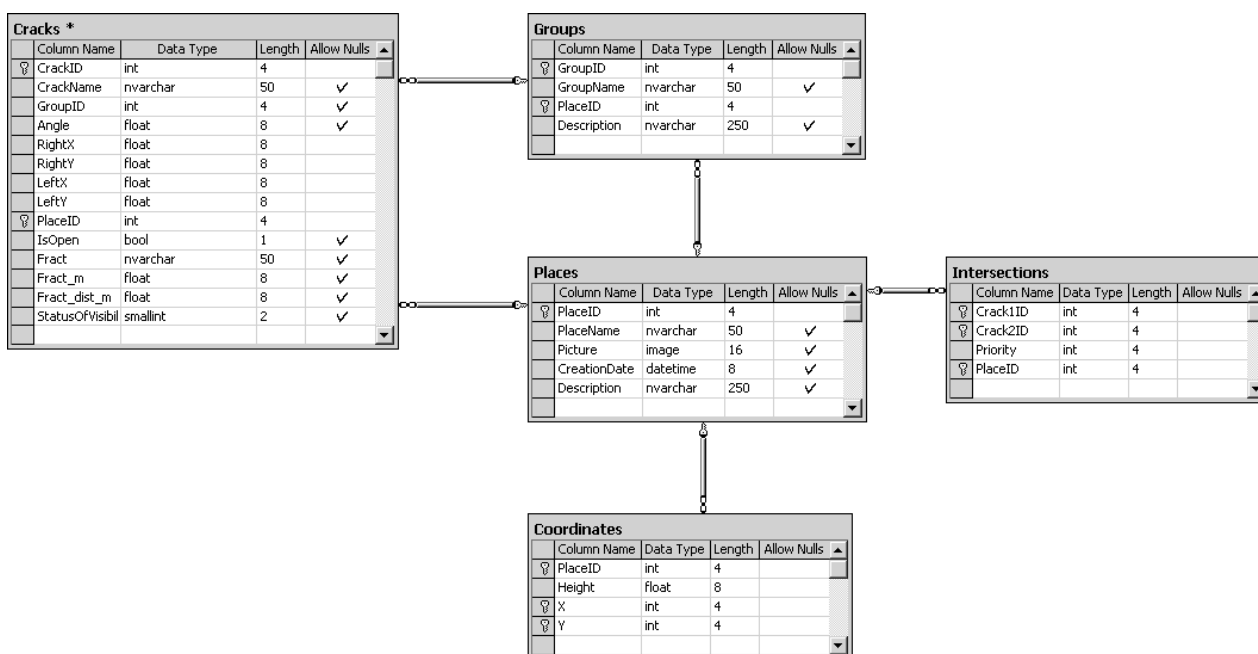 Cracks *
Column Name Data Type Length Allow Nulls
CrackID int 4
CrackName nvarchar 50 ✓
GroupID int 4 ✓
Angle float 8 ✓
RightX float 8
RightY float 8
LeftX float 8
LeftY float 8
PlaceID int 4
IsOpen bool 1 ✓
Fract nvarchar 50 ✓
Fract_m float 8 ✓
Fract_dist_m float 8 ✓
StatusOfVisibil smallint 2 ✓
Groups
Column Name Data Type Length Allow Nulls
GroupID int 4
GroupName nvarchar 50 ✓
PlaceID int 4
Description nvarchar 250 ✓
Places
Column Name Data Type Length Allow Nulls
PlaceID int 4
PlaceName nvarchar 50 ✓
Picture image 16 ✓
CreationDate datetime 8 ✓
Description nvarchar 250 ✓
Intersections
Column Name Data Type Length Allow Nulls
Crack1ID int 4
Crack2ID int 4
Priority int 4
PlaceID int 4
Coordinates
Column Name Data Type Length Allow Nulls
PlaceID int 4
Height float 8
X int 4
Y int 4